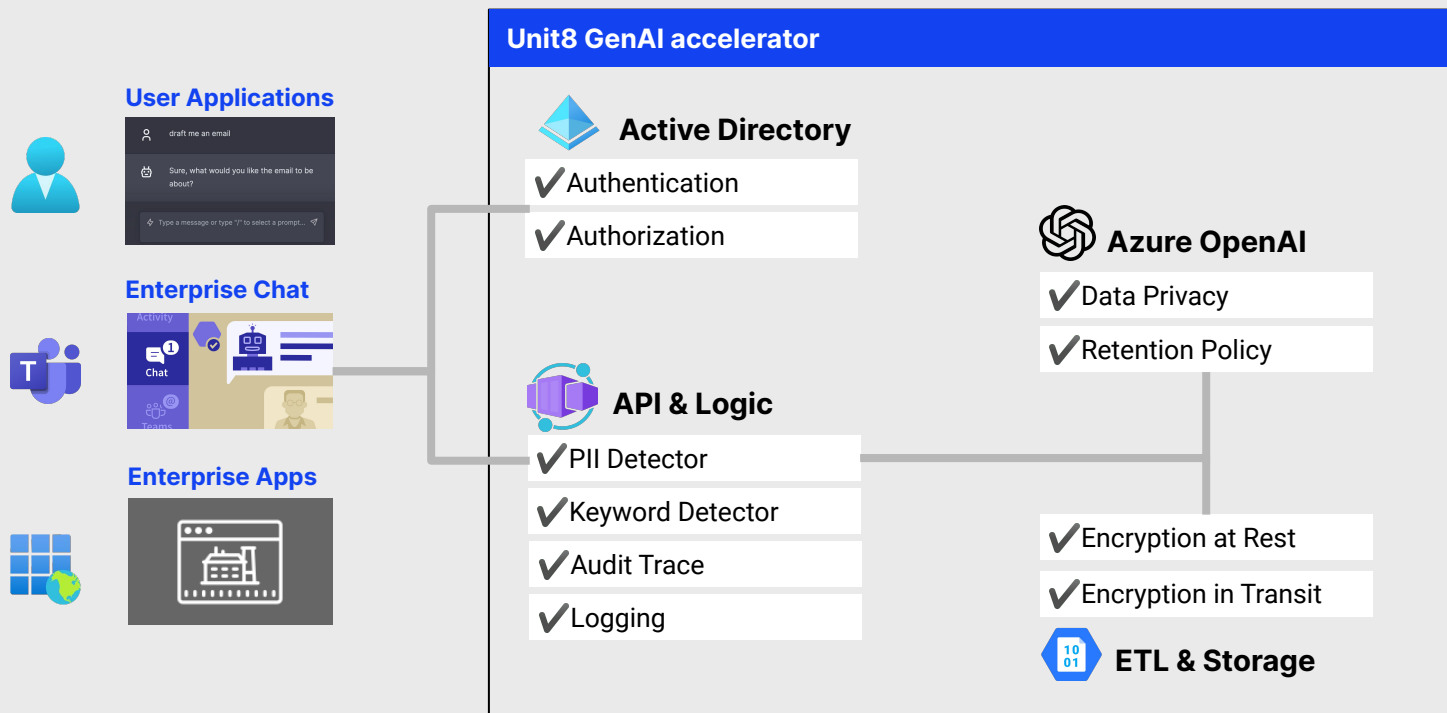 Unit8 GenAI accelerator
User Applications
draft me an email
Sure, what would you like the email to be
about?
Type a message or type "/" to select a prompt...
Enterprise Chat
Activity
1
Chat
@
Teams
T
Enterprise Apps
Active Directory
✔Authentication
✔Authorization
API & Logic
✔PII Detector
✔Keyword Detector
✔Audit Trace
✔Logging
Azure OpenAI
✔Data Privacy
✔Retention Policy
✔Encryption at Rest
✔Encryption in Transit
10
01
ETL & Storage